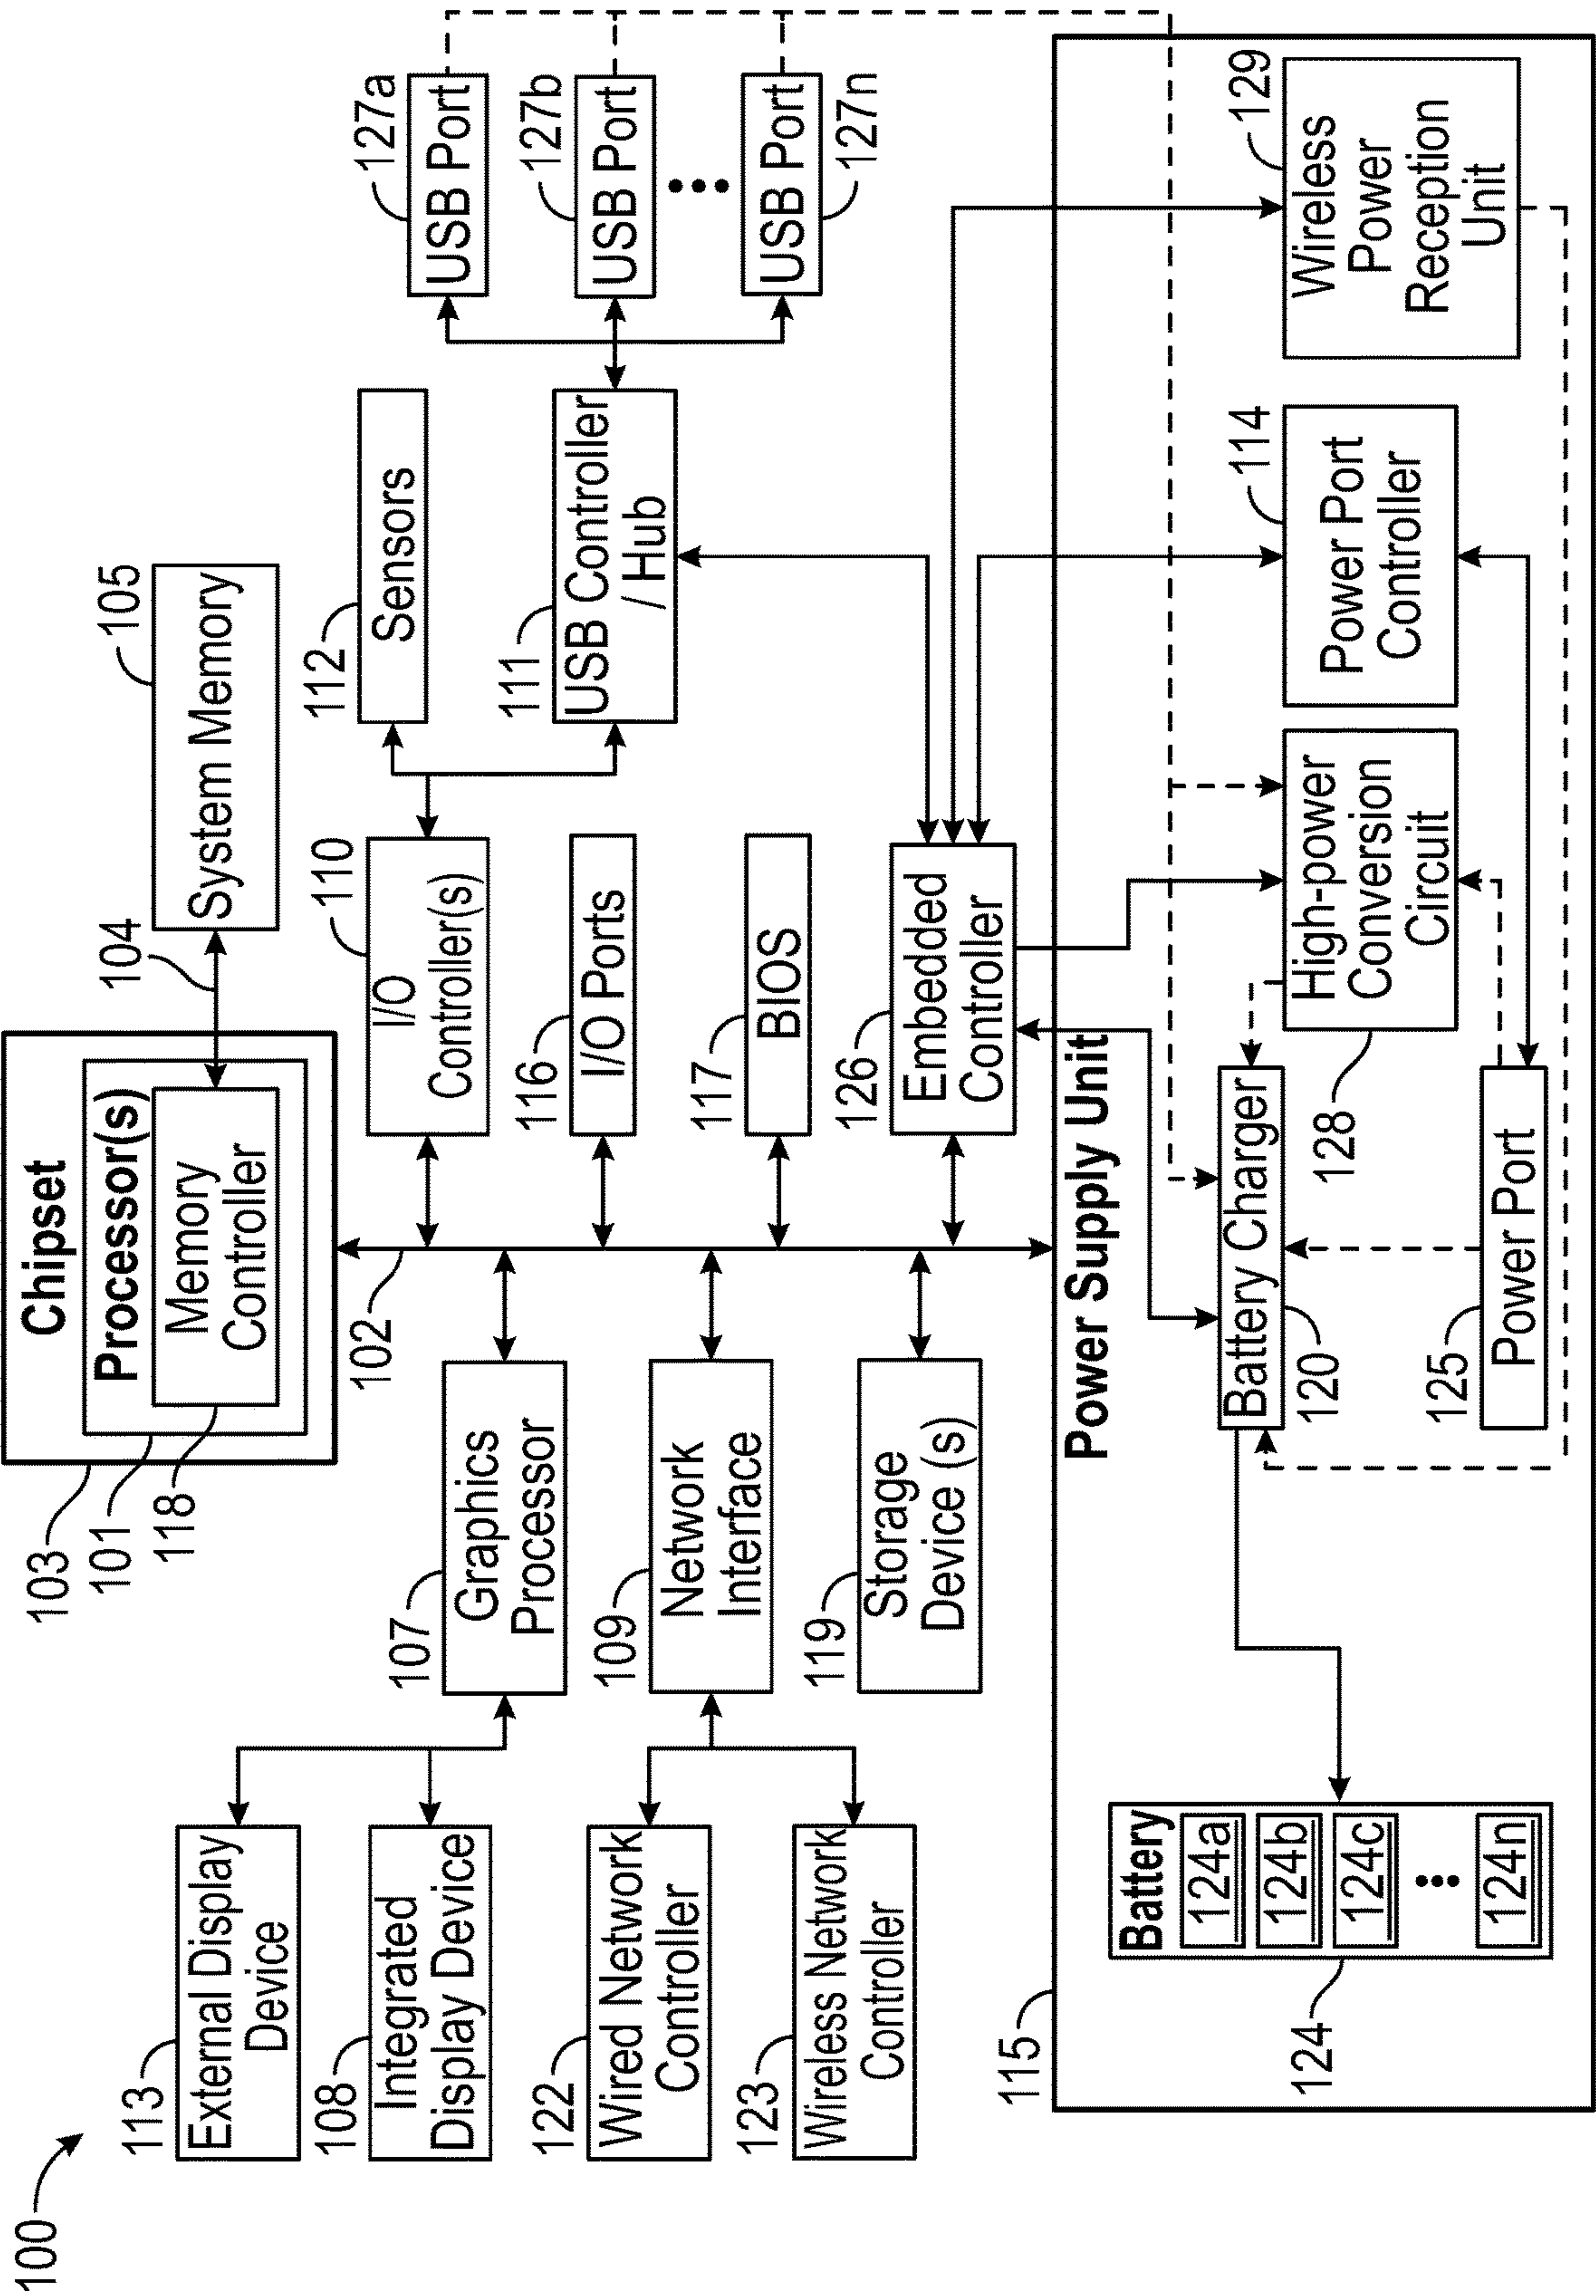 100
103
101
118
Chipset
Processor(s)
Memory
Controller
104
105
System Memory
102
113
External Display
Device
108
Integrated
Display Device
107
Graphics
Processor
110
I/O
Controller(s)
112
Sensors
111
USB Controller
/ Hub
127a
USB Port
127b
USB Port
USB Port
127n
122
Wired Network
Controller
123
Wireless Network
Controller
109
Network
Interface
116
I/O Ports
117
BIOS
119
Storage
Device (s)
126
Embedded
Controller
115
Power Supply Unit
Battery
124a
124b
124c
124n
124
Battery Charger
120
125
Power Port
High-power
Conversion
Circuit
128
114
Power Port
Controller
129
Wireless
Power
Reception
Unit